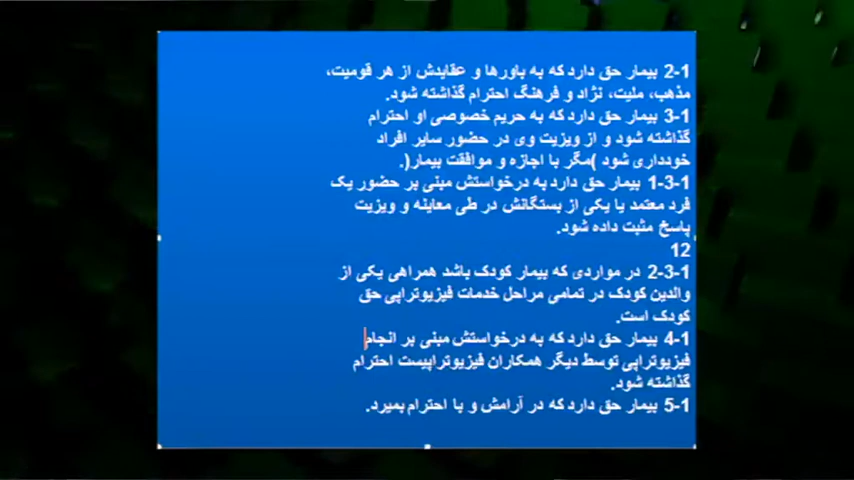 2-1 بیمار حق دارد که به باورها و عقایدش از هر قومیت،
مذهب، ملیت، نژاد و فرهنگ احترام گذاشته شود.
3-1 بیمار حق دارد که به حریم خصوصی او احترام
گذاشته شود و از ویزیت وی در حضور سایر افراد
خودداری شود )مگر با اجازه و موافقت بیمار(.
1-3-1 بیمار حق دارد به درخواستش مبنی بر حضور یک
فرد معتمد یا یکی از بستگانش در طی معاینه و ویزیت
پاسخ مثبت داده شود.
12
2-3-1 در مواردی که بیمار کودک باشد همراهی یکی از
والدین کودک در تمامی مراحل خدمات فیزیوتراپی حق
کودک است.
4-1 بیمار حق دارد که به درخواستش مبنی بر انجام
فیزیوتراپی توسط دیگر همکاران فیزیوتراپیست احترام
گذاشته شود.
5-1 بیمار حق دارد که در آرامش و با احترام بمیرد.